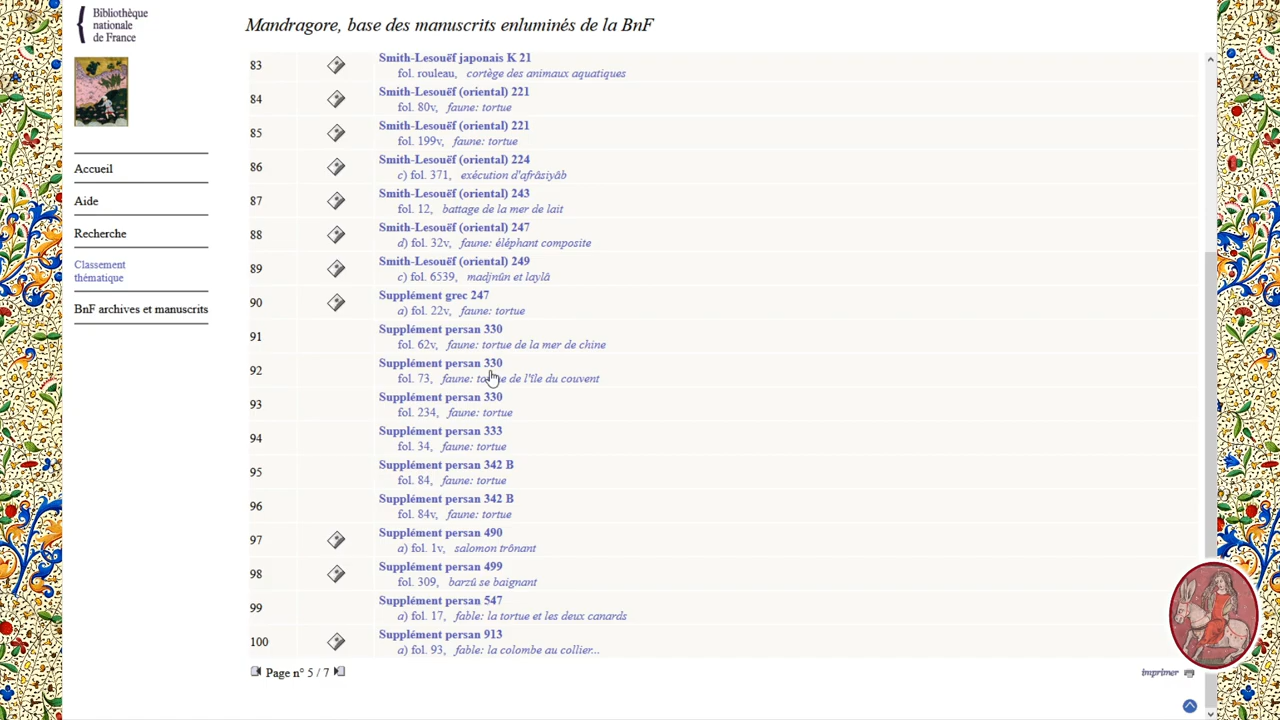 Bibliothèque
nationale
de France
Mandragore, base des manuscrits enluminés de la BnF
Accueil
Aide
Recherche
Classement
thématique
BnF archives et manuscrits
83 Smith-Lesouëf japonais K 21
fol. rouleau, cortège des animaux aquatiques
84 Smith-Lesouëf (oriental) 221
fol. 80v, faune: tortue
85 Smith-Lesouëf (oriental) 221
fol. 199v, faune: tortue
86 Smith-Lesouëf (oriental) 224
c) fol. 371, exécution d'afrâsiyâb
87 Smith-Lesouëf (oriental) 243
fol. 12, battage de la mer de lait
88 Smith-Lesouëf (oriental) 247
d) fol. 32v, faune: éléphant composite
89 Smith-Lesouëf (oriental) 249
c) fol. 6539, madjnûn et laylâ
90 Supplément grec 247
a) fol. 22v, faune: tortue
91 Supplément persan 330
fol. 62v, faune: tortue de la mer de chine
92 Supplément persan 330
fol. 73, faune: tortue de l'île du couvent
93 Supplément persan 330
fol. 234, faune: tortue
94 Supplément persan 333
fol. 34, faune: tortue
95 Supplément persan 342 B
fol. 84, faune: tortue
96 Supplément persan 342 B
fol. 84v, faune: tortue
97 Supplément persan 490
a) fol. 1v, salomon trônant
98 Supplément persan 499
fol. 309, barzû se baignant
99 Supplément persan 547
a) fol. 17, fable: la tortue et les deux canards
100 Supplément persan 913
a) fol. 93, fable: la colombe au collier...
Page n° 5 / 7
imprimer